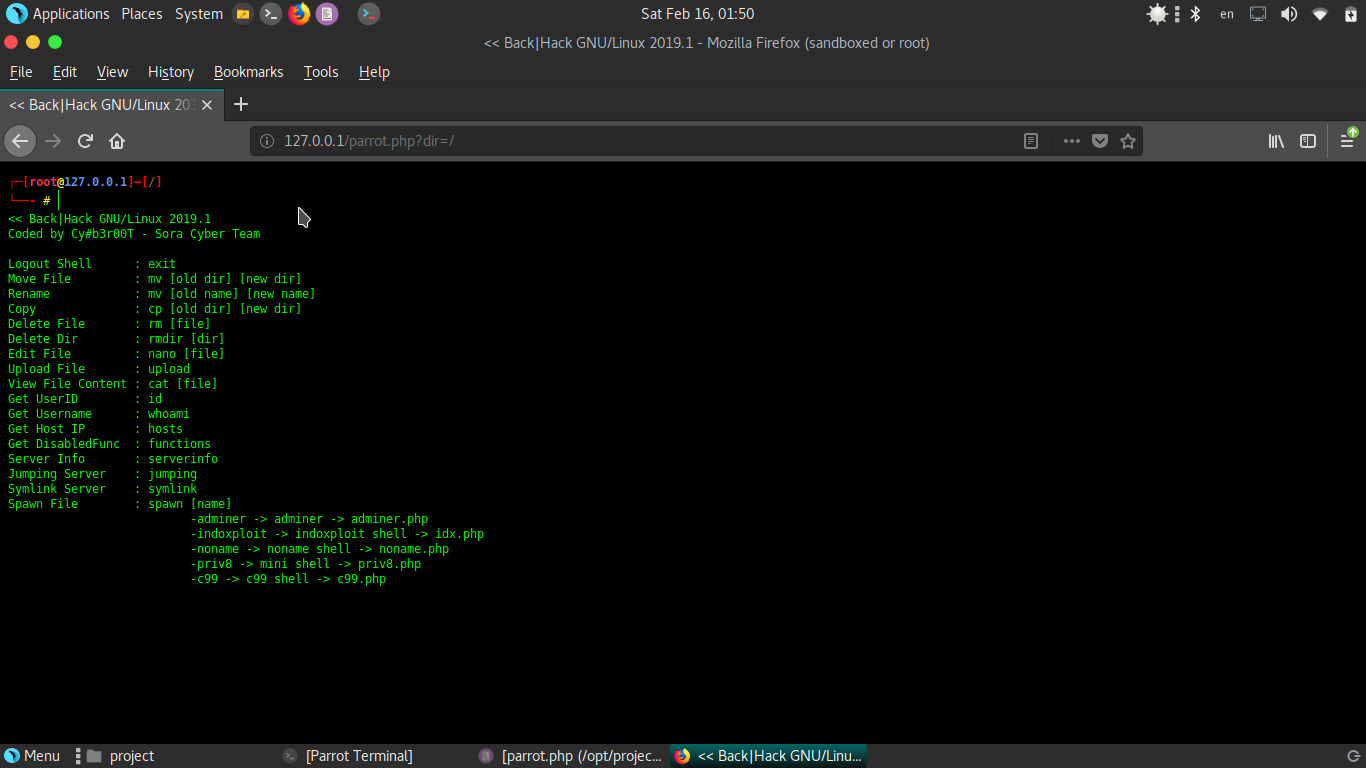 Applications Places System Sat Feb 16, 01:50 en
<< Back|Hack GNU/Linux 2019.1 - Mozilla Firefox (sandboxed or root)
File Edit View History Bookmarks Tools Help
<< Back|Hack GNU/Linux 201
127.0.0.1/parrot.php?dir=/
┌─[root@127.0.0.1]─[/]
└──- #
<< Back|Hack GNU/Linux 2019.1
Coded by Cy#b3r00T - Sora Cyber Team
Logout Shell : exit
Move File : mv [old dir] [new dir]
Rename : mv [old name] [new name]
Copy : cp [old dir] [new dir]
Delete File : rm [file]
Delete Dir : rmdir [dir]
Edit File : nano [file]
Upload File : upload
View File Content : cat [file]
Get UserID : id
Get Username : whoami
Get Host IP : hosts
Get DisabledFunc : functions
Server Info : serverinfo
Jumping Server : jumping
Symlink Server : symlink
Spawn File : spawn [name]
-adminer -> adminer -> adminer.php
-indoxploit -> indoxploit shell -> idx.php
-noname -> noname shell -> noname.php
-priv8 -> mini shell -> priv8.php
-c99 -> c99 shell -> c99.php
Menu project [Parrot Terminal] [parrot.php (/opt/projec... << Back|Hack GNU/Linu...